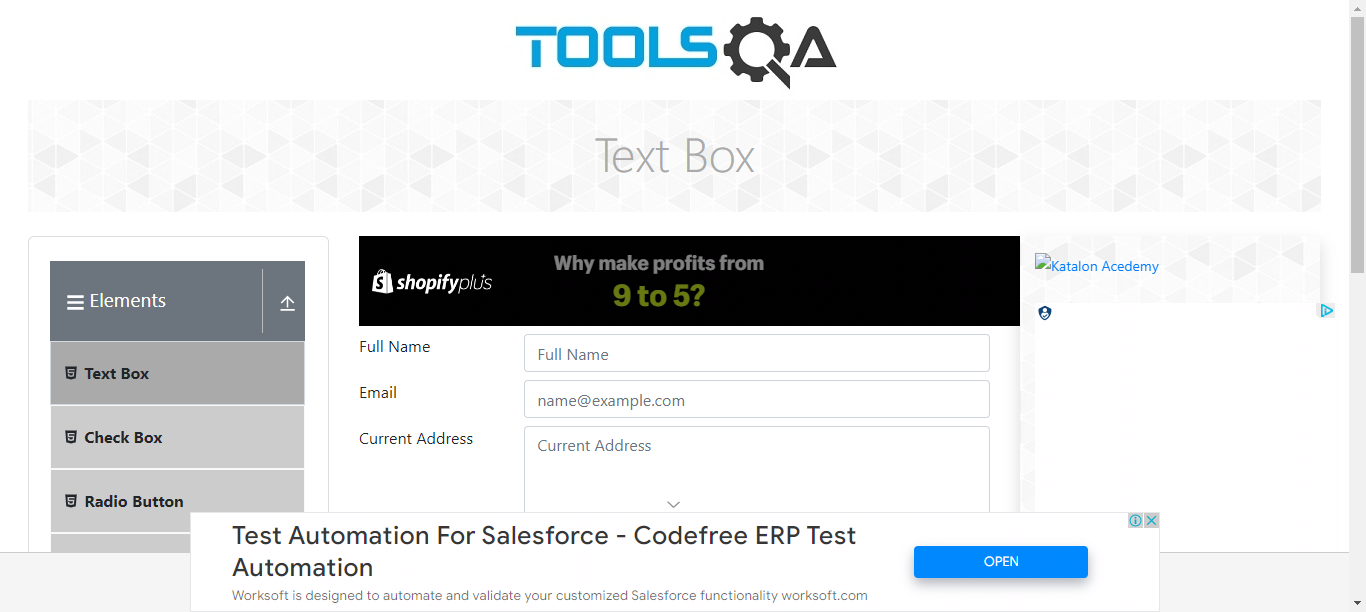 TOOLSQA
Text Box
Elements
Text Box
Check Box
Radio Button
shopifyplus
Why make profits from
9 to 5?
Full Name
Full Name
Email
name@example.com
Current Address
Current Address
Katalon Acedemy
Test Automation For Salesforce - Codefree ERP Test
Automation
Worksoft is designed to automate and validate your customized Salesforce functionality worksoft.com
OPEN